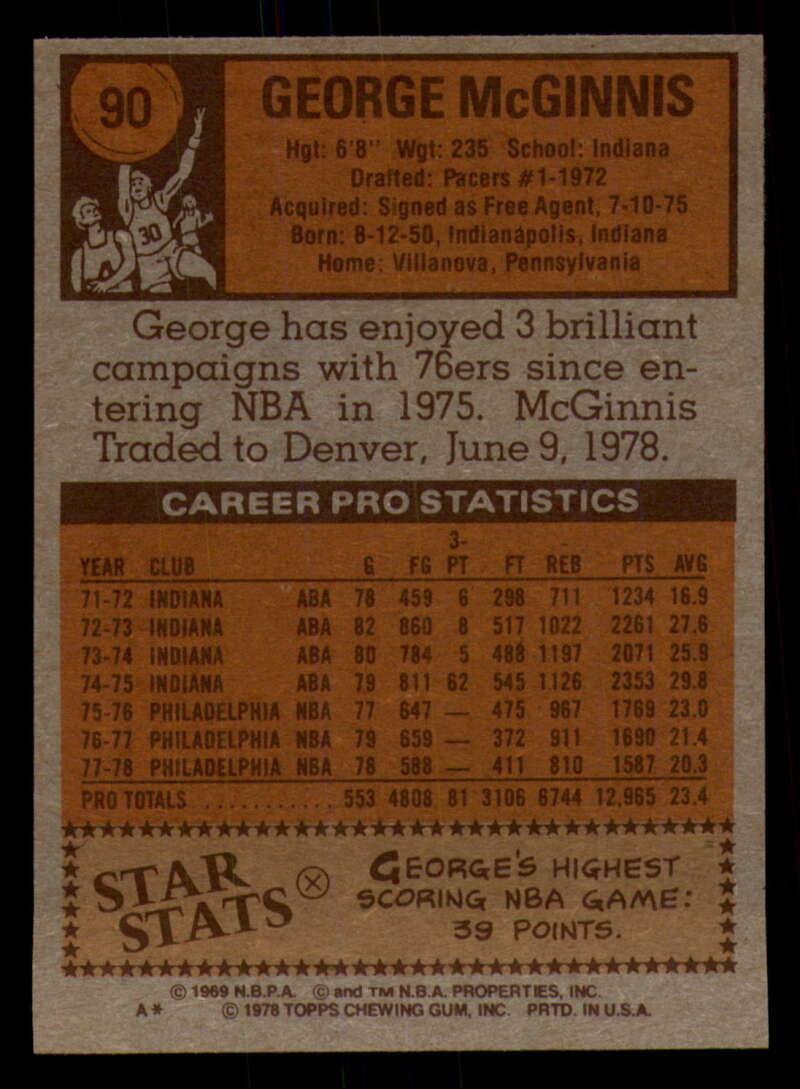 90
GEORGE McGINNIS
Hgt: 6'8" Wgt: 235 School: Indiana
Drafted: Pacers #1-1972
Acquired: Signed as Free Agent, 7-10-75
Born: 8-12-50, Indianapolis, Indiana
Home: Villanova, Pennsylvania
30
George has enjoyed 3 brilliant
campaigns with 76ers since en-
tering NBA in 1975. McGinnis
Traded to Denver, June 9, 1978.
CAREER PRO STATISTICS
YEAR CLUB G FG 3-PT FT REB PTS AVG
71-72 INDIANA ABA 78 459 6 298 711 1234 16.9
72-73 INDIANA ABA 82 860 8 517 1022 2261 27.6
73-74 INDIANA ABA 80 784 5 488 1197 2071 25.9
74-75 INDIANA ABA 79 811 62 545 1126 2353 29.8
75-76 PHILADELPHIA NBA 77 647 — 475 967 1769 23.0
76-77 PHILADELPHIA NBA 79 659 — 372 911 1690 21.4
77-78 PHILADELPHIA NBA 78 588 — 411 810 1587 20.3
PRO TOTALS ........... 553 4808 81 3106 6744 12,965 23.4
STAR STATS
GEORGE'S HIGHEST
SCORING NBA GAME:
39 POINTS.
© 1969 N.B.P.A. © and TM N.B.A. PROPERTIES, INC.
A* © 1978 TOPPS CHEWING GUM, INC. PRTD. IN U.S.A.